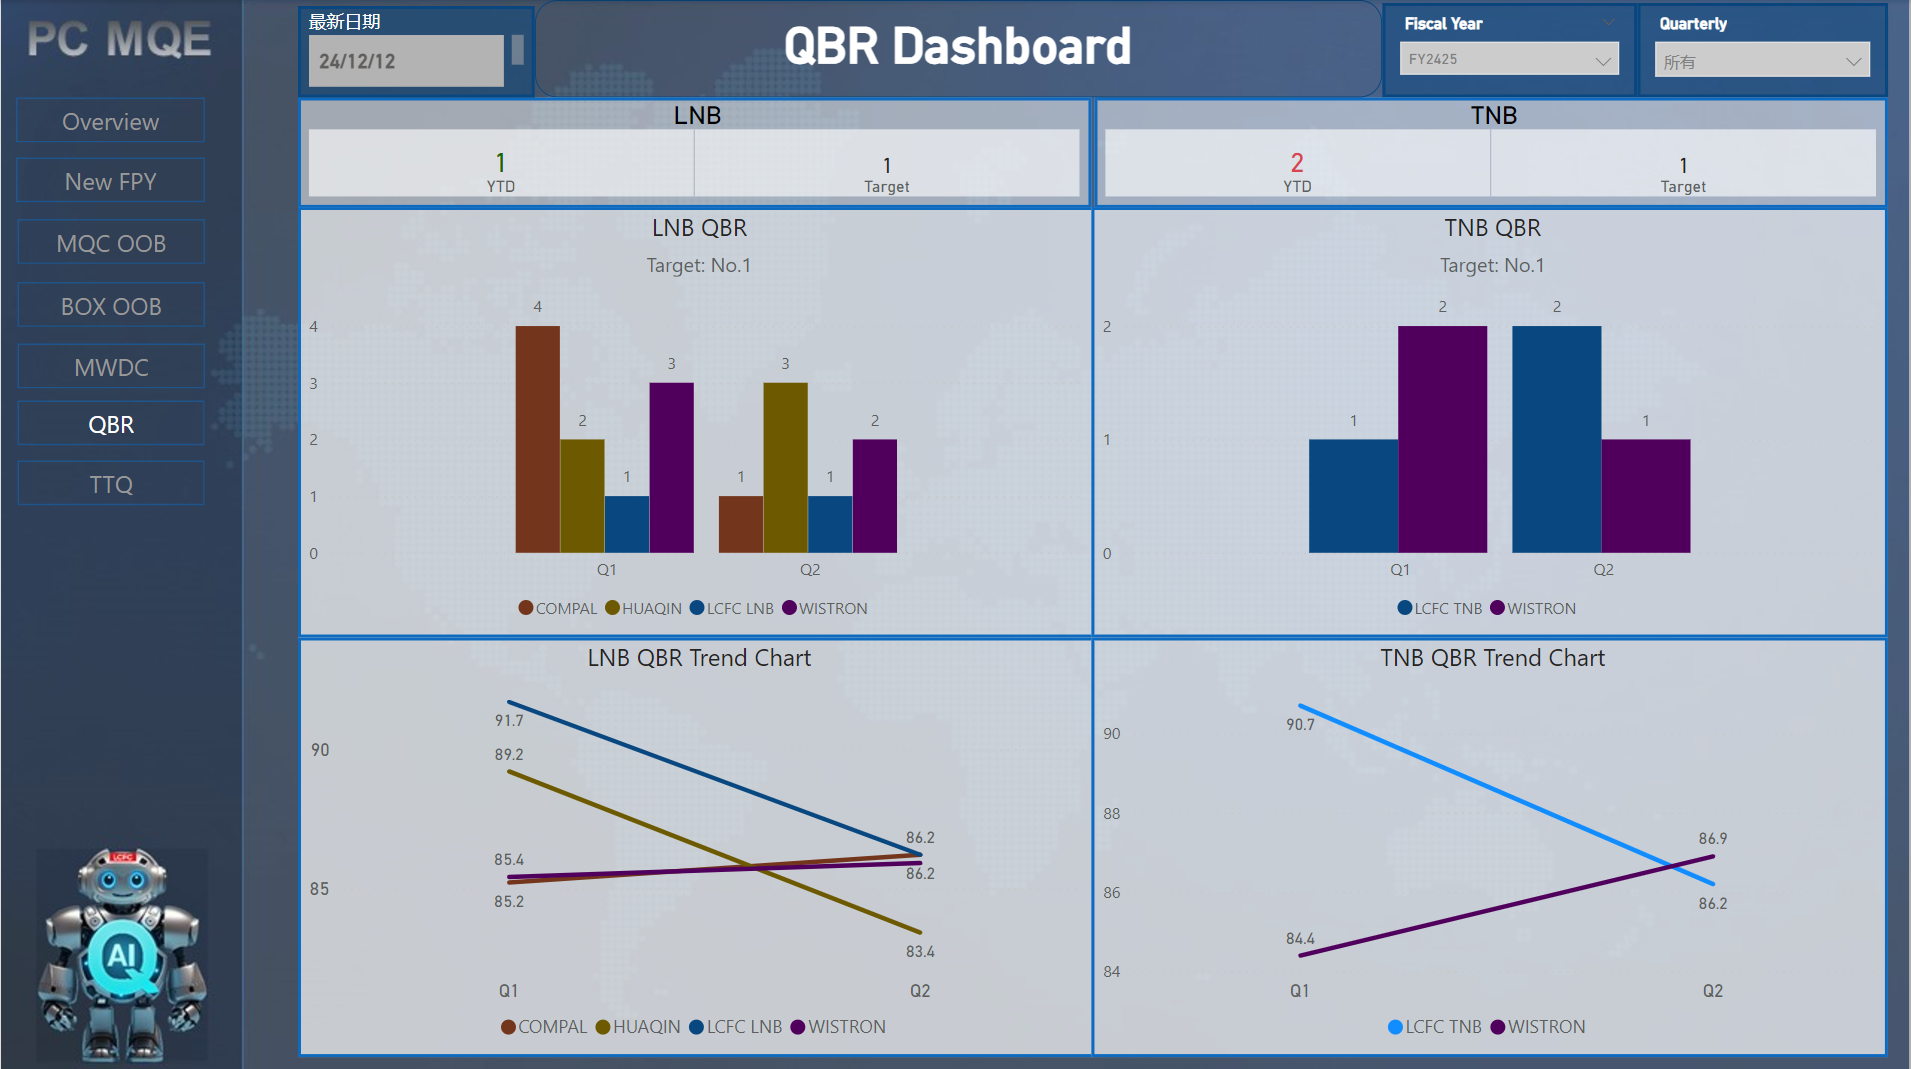 PC MQE
最新日期
24/12/12
QBR Dashboard
Fiscal Year
FY2425
Quarterly
所有
Overview
New FPY
MQC OOB
BOX OOB
MWDC
QBR
TTQ
LCFC
AI
LNB
1
YTD
1
Target
TNB
2
YTD
1
Target
LNB QBR
Target: No.1
4
3
2
1
0
4
2
1
3
1
3
1
2
Q1
Q2
COMPAL HUAQIN LCFC LNB WISTRON
TNB QBR
Target: No.1
2
1
0
1
2
2
1
Q1
Q2
LCFC TNB WISTRON
LNB QBR Trend Chart
90
85
91.7
89.2
85.4
85.2
86.2
86.2
83.4
Q1
Q2
COMPAL HUAQIN LCFC LNB WISTRON
TNB QBR Trend Chart
90
88
86
84
90.7
84.4
86.9
86.2
Q1
Q2
LCFC TNB WISTRON